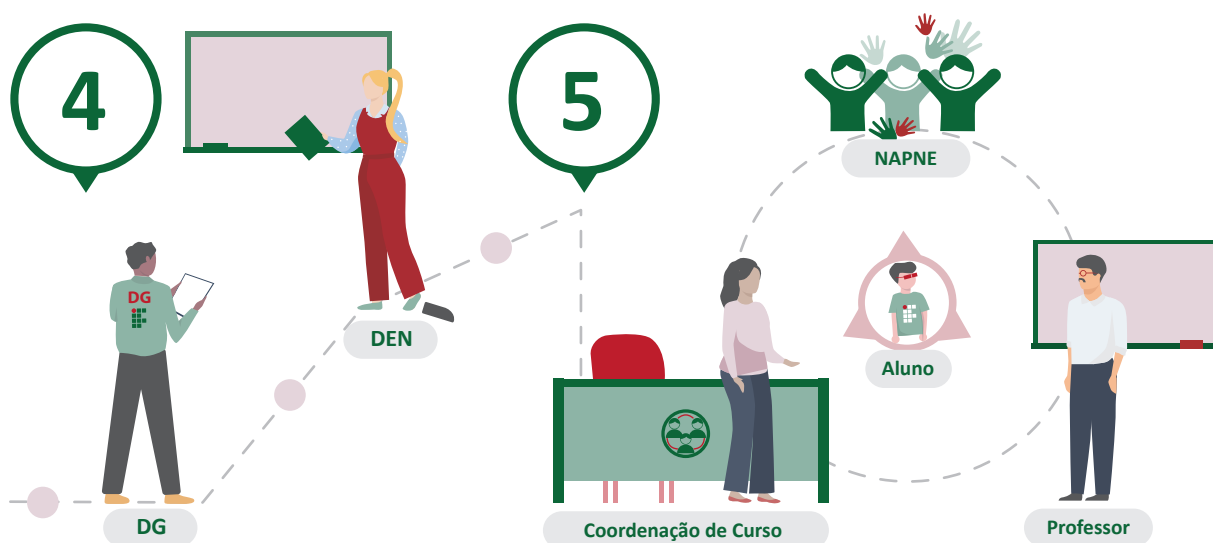 4
5
NAPNE
DG
DEN
Aluno
DG
Coordenação de Curso
Professor